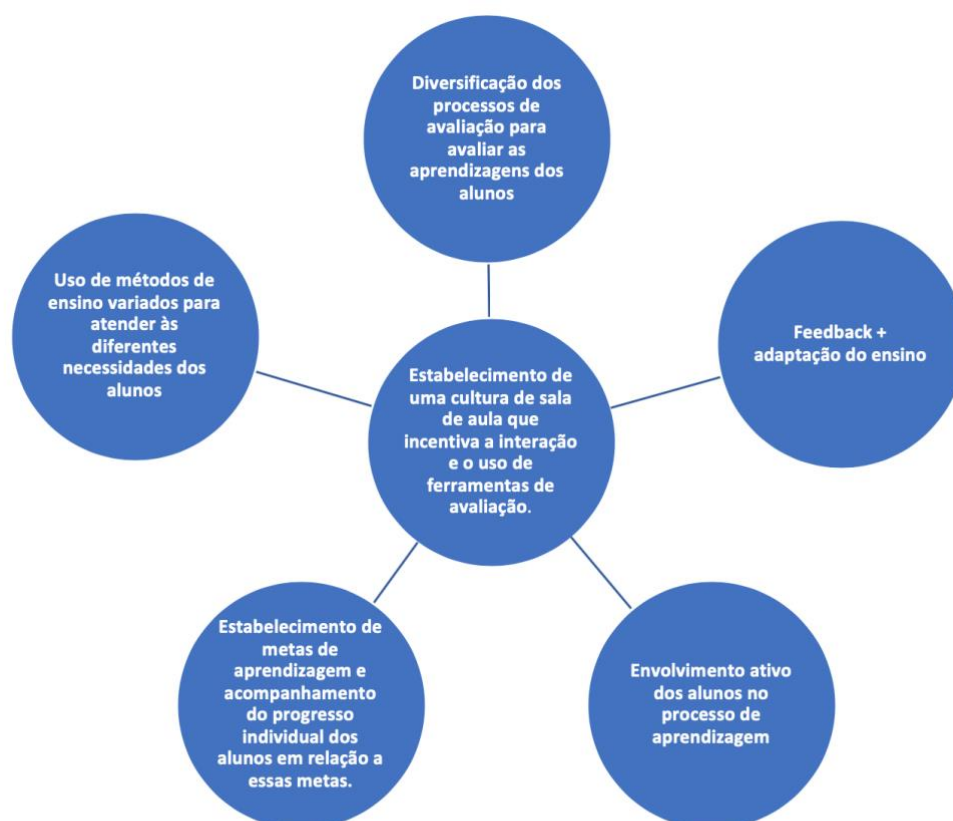 Diversificação dos
processos de
avaliação para
avaliar as
aprendizagens dos
alunos
Uso de métodos de
ensino variados para
atender às
diferentes
necessidades dos
alunos
Feedback +
adaptação do ensino
Estabelecimento de
uma cultura de sala
de aula que
incentiva a interação
e o uso de
ferramentas de
avaliação.
Estabelecimento de
metas de
aprendizagem e
acompanhamento
do progresso
individual dos
alunos em relação a
essas metas.
Envolvimento ativo
dos alunos no
processo de
aprendizagem